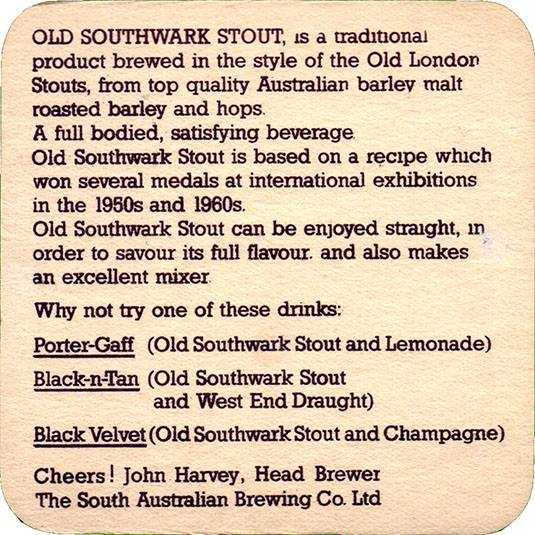 OLD SOUTHWARK STOUT, is a traditional
product brewed in the style of the Old London
Stouts, from top quality Australian barley malt
roasted barley and hops.
A full bodied, satisfying beverage
Old Southwark Stout is based on a recipe which
won several medals at international exhibitions
in the 1950s and 1960s.
Old Southwark Stout can be enjoyed straight, in
order to savour its full flavour. and also makes
an excellent mixer
Why not try one of these drinks:
Porter-Gaff (Old Southwark Stout and Lemonade)
Black-n-Tan (Old Southwark Stout
and West End Draught)
Black Velvet (Old Southwark Stout and Champagne)
Cheers! John Harvey, Head Brewer
The South Australian Brewing Co. Ltd